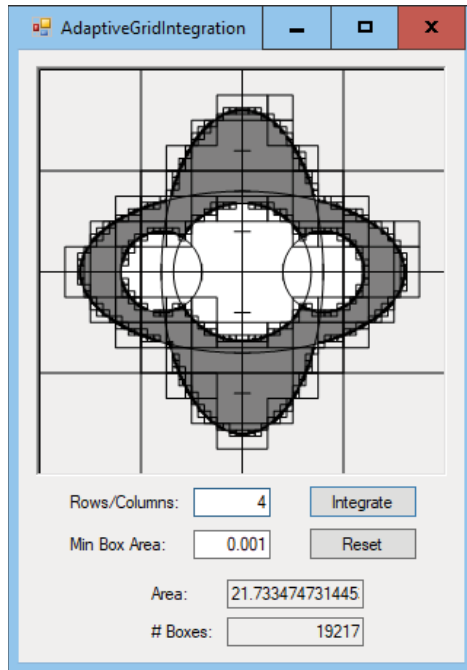 AdaptiveGridIntegration
Rows/Columns: 4 Integrate
Min Box Area: 0.001 Reset
Area: 21.733474731445
# Boxes: 19217